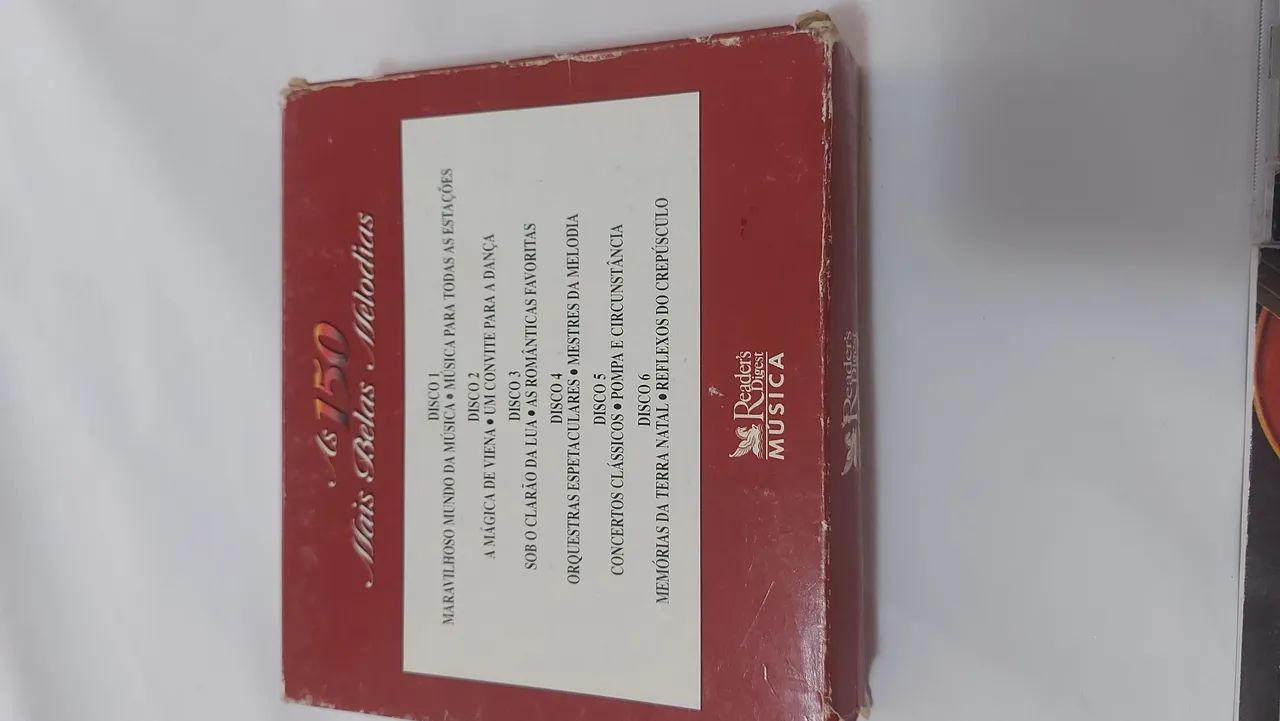 As 150
Mais Belas Melodias
DISCO 1
MARAVILHOSO MUNDO DA MÚSICA • MÚSICA PARA TODAS AS ESTAÇÕES
DISCO 2
A MÁGICA DE VIENA • UM CONVITE PARA A DANÇA
DISCO 3
SOB O CLARÃO DA LUA • AS ROMÂNTICAS FAVORITAS
DISCO 4
ORQUESTRAS ESPETACULARES • MESTRES DA MELODIA
DISCO 5
CONCERTOS CLÁSSICOS • POMPA E CIRCUNSTÂNCIA
DISCO 6
MEMÓRIAS DA TERRA NATAL • REFLEXOS DO CREPÚSCULO
Reader's
Digest
MÚSICA
Reader's
Digest